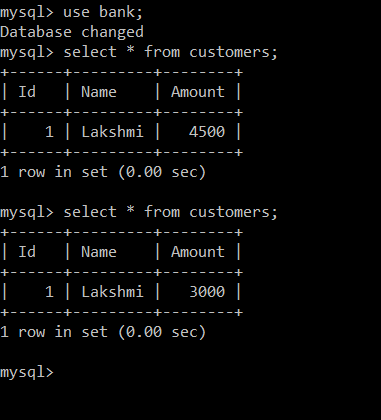 mysql> use bank;
Database changed
mysql> select * from customers;
+------+---------+--------+
| Id   | Name    | Amount |
+------+---------+--------+
|    1 | Lakshmi |   4500 |
+------+---------+--------+
1 row in set (0.00 sec)

mysql> select * from customers;
+------+---------+--------+
| Id   | Name    | Amount |
+------+---------+--------+
|    1 | Lakshmi |   3000 |
+------+---------+--------+
1 row in set (0.00 sec)

mysql>